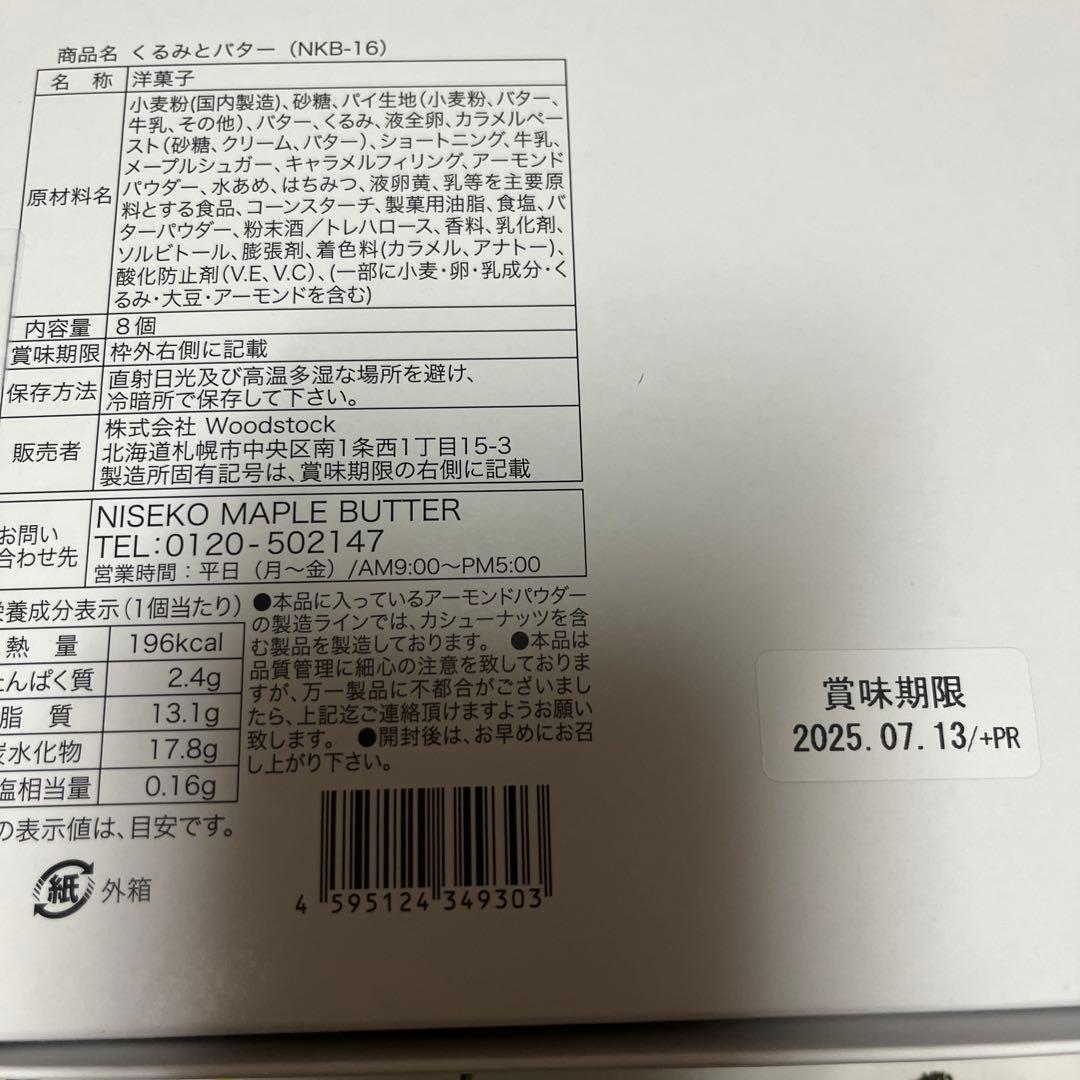 商品名 くるみとバター（NKB-16）
名 称 洋菓子
原材料名
小麦粉(国内製造)、砂糖、パイ生地（小麦粉、バター、
牛乳、その他）、バター、くるみ、液全卵、カラメルペー
スト（砂糖、クリーム、バター）、ショートニング、牛乳、
メープルシュガー、キャラメルフィリング、アーモンド
パウダー、水あめ、はちみつ、液卵黄、乳等を主要原
料とする食品、コーンスターチ、製菓用油脂、食塩、バ
ターパウダー、粉末酒／トレハロース、香料、乳化剤、
ソルビトール、膨張剤、着色料(カラメル、アナトー)、
酸化防止剤（V.E、V.C）、(一部に小麦・卵・乳成分・く
るみ・大豆・アーモンドを含む)
内容量 8個
賞味期限 枠外右側に記載
保存方法
直射日光及び高温多湿な場所を避け、
冷暗所で保存して下さい。
販売者
株式会社 Woodstock
北海道札幌市中央区南1条西1丁目15-3
製造所固有記号は、賞味期限の右側に記載
お問い
合わせ先
NISEKO MAPLE BUTTER
TEL:0120-502147
営業時間：平日（月〜金）/AM9:00〜PM5:00
栄養成分表示（1個当たり）
熱 量 196kcal
たんぱく質 2.4g
脂 質 13.1g
炭水化物 17.8g
塩相当量 0.16g
の表示値は、目安です。
●本品に入っているアーモンドパウダー
の製造ラインでは、カシューナッツを含
む製品を製造しております。 ●本品は
品質管理に細心の注意を致しておりま
すが、万一製品に不都合がございまし
たら、上記迄ご連絡頂けますようお願い
致します。 ●開封後は、お早めにお召
し上がり下さい。
賞味期限
2025.07.13/+PR
紙 外箱
4 595124 349303